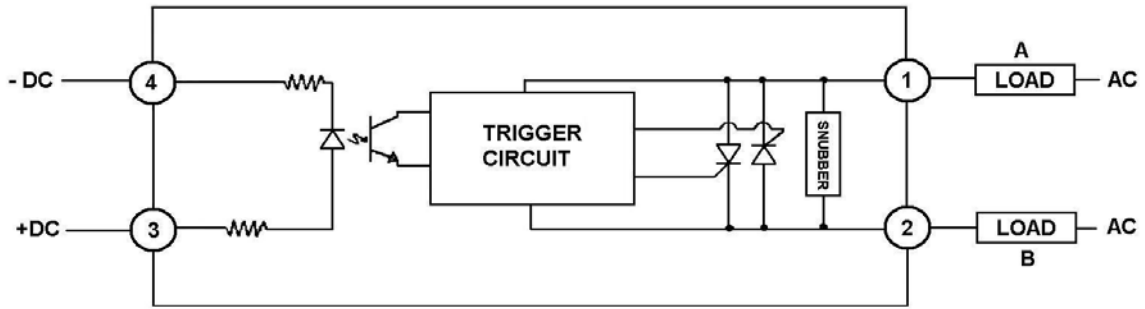 A
- DC
4
1
LOAD
AC
TRIGGER
CIRCUIT
SNUBBER
+DC
3
2
LOAD
AC
B